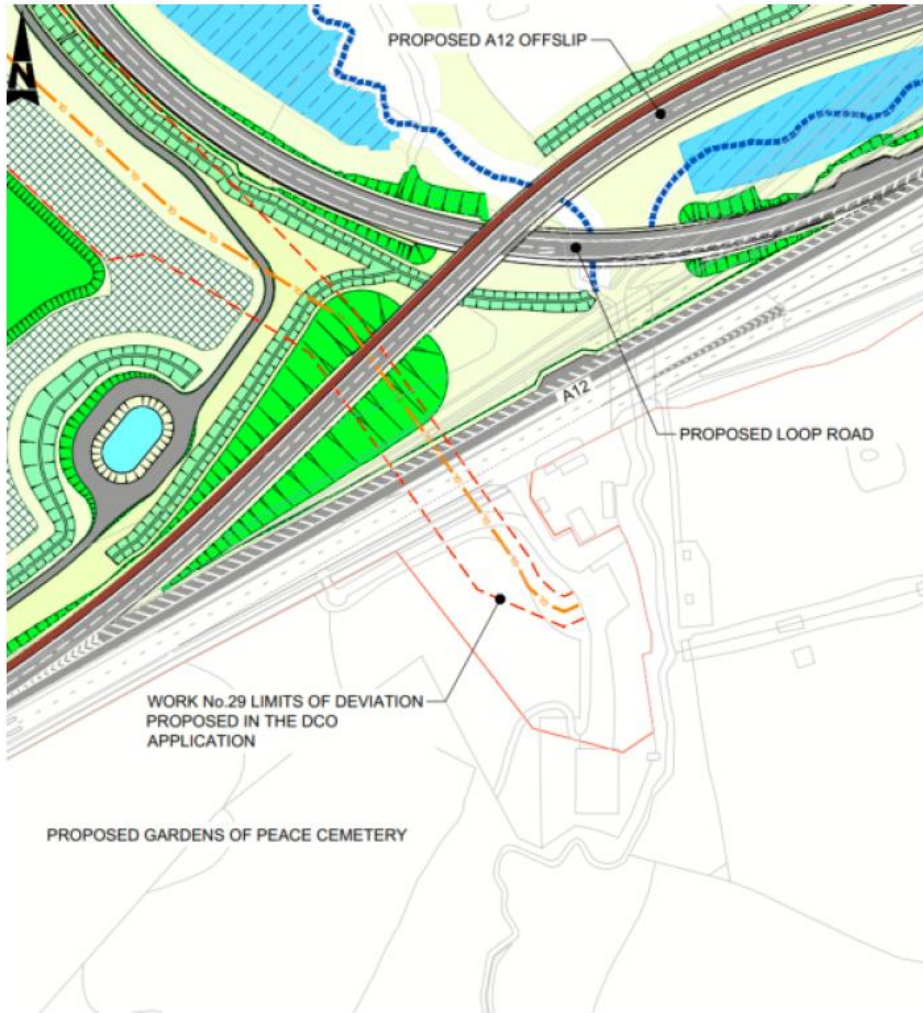 PROPOSED A12 OFFSLIP
N
A12
PROPOSED LOOP ROAD
WORK No.29 LIMITS OF DEVIATION
PROPOSED IN THE DCO
APPLICATION
PROPOSED GARDENS OF PEACE CEMETERY